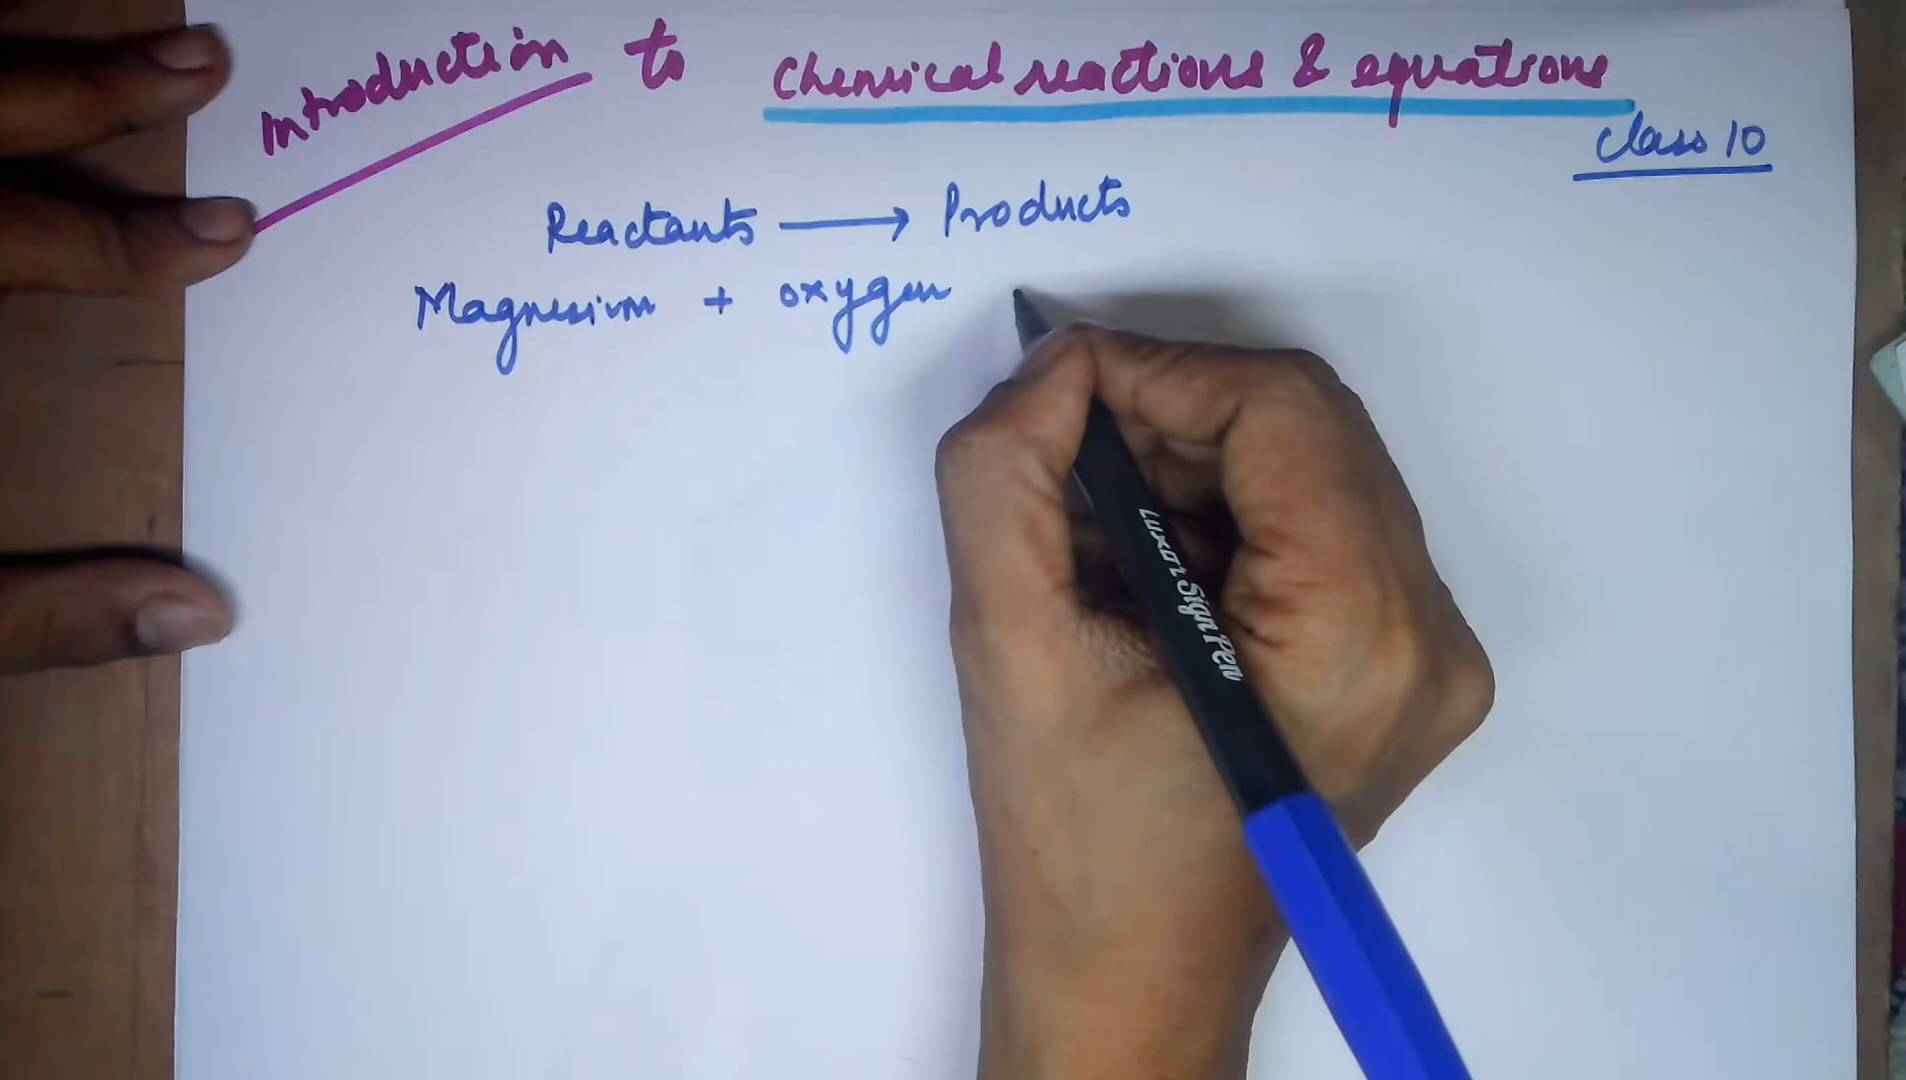 Introduction to Chemical reactions & equations
Class 10
Reactants → Products
Magnesium + oxygen
Luxor Sign Pen